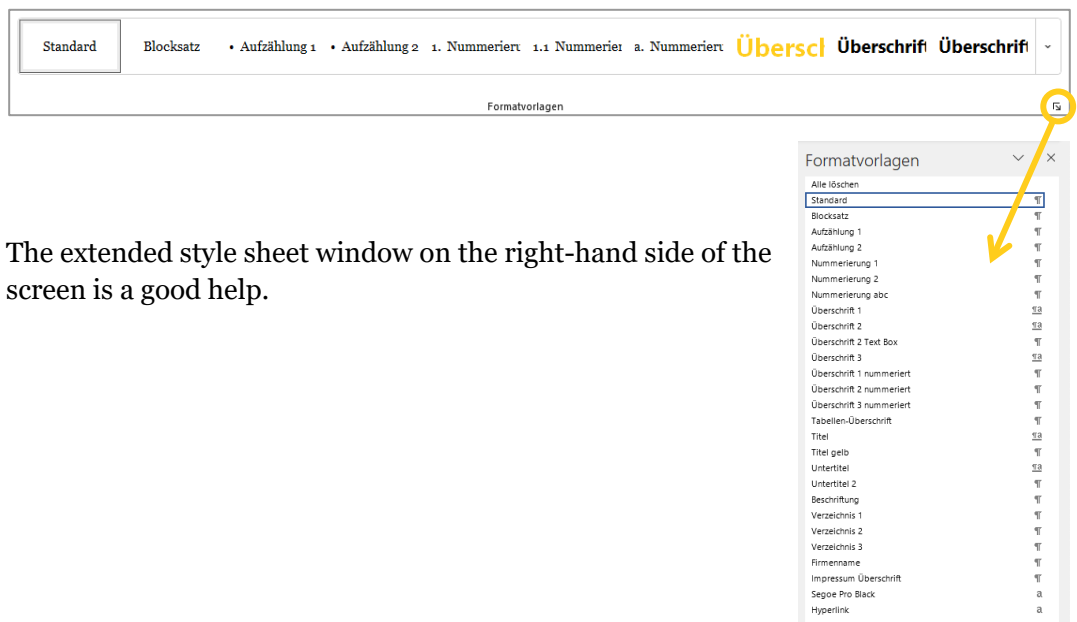 Standard Blocksatz • Aufzählung 1 • Aufzählung 2 1. Nummeriert 1.1 Nummerier a. Nummeriert Übersc Überschrift Überschrift
Formatvorlagen
Formatvorlagen
Alle löschen
Standard ¶
Blocksatz ¶
Aufzählung 1 ¶
Aufzählung 2 ¶
Nummerierung 1 ¶
Nummerierung 2 ¶
Nummerierung abc ¶
Überschrift 1 ¶a
Überschrift 2 ¶a
Überschrift 2 Text Box ¶
Überschrift 3 ¶a
Überschrift 1 nummeriert ¶
Überschrift 2 nummeriert ¶
Überschrift 3 nummeriert ¶
Tabellen-Überschrift ¶
Titel ¶a
Titel gelb ¶
Untertitel ¶a
Untertitel 2 ¶
Beschriftung ¶
Verzeichnis 1 ¶
Verzeichnis 2 ¶
Verzeichnis 3 ¶
Firmenname ¶
Impressum Überschrift ¶
Segoe Pro Black a
Hyperlink a
The extended style sheet window on the right-hand side of the
screen is a good help.